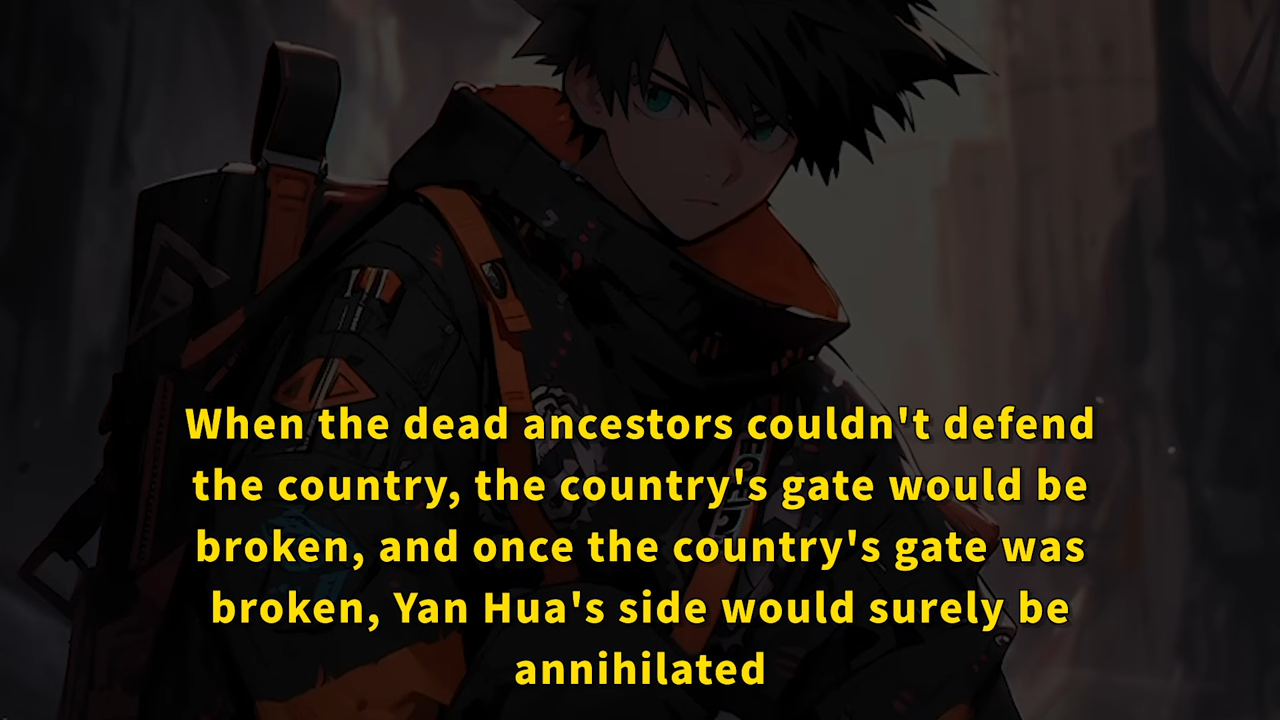 When the dead ancestors couldn't defend
the country, the country's gate would be
broken, and once the country's gate was
broken, Yan Hua's side would surely be
annihilated